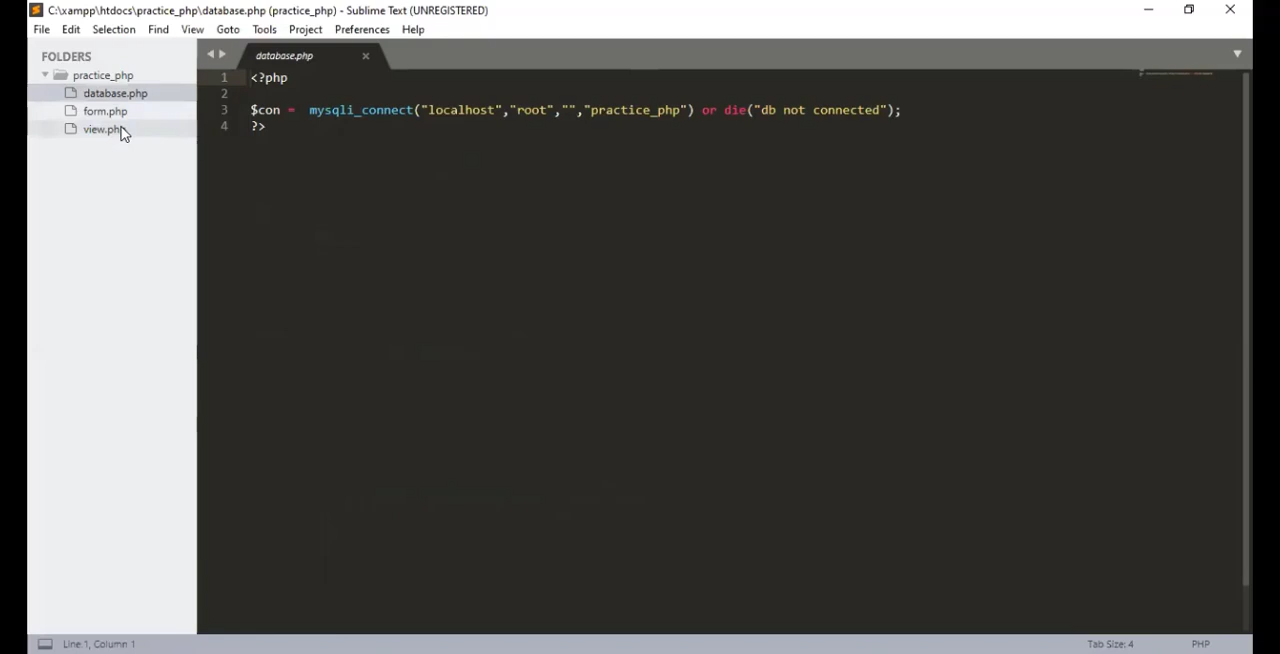 C:\xampp\htdocs\practice_php\database.php (practice_php) - Sublime Text (UNREGISTERED)
File Edit Selection Find View Goto Tools Project Preferences Help
FOLDERS
practice_php
database.php
form.php
view.php
database.php
1 <?php
2
3 $con =  mysqli_connect("localhost","root","","practice_php") or die("db not connected");
4 ?>
Line 1, Column 1
Tab Size: 4
PHP